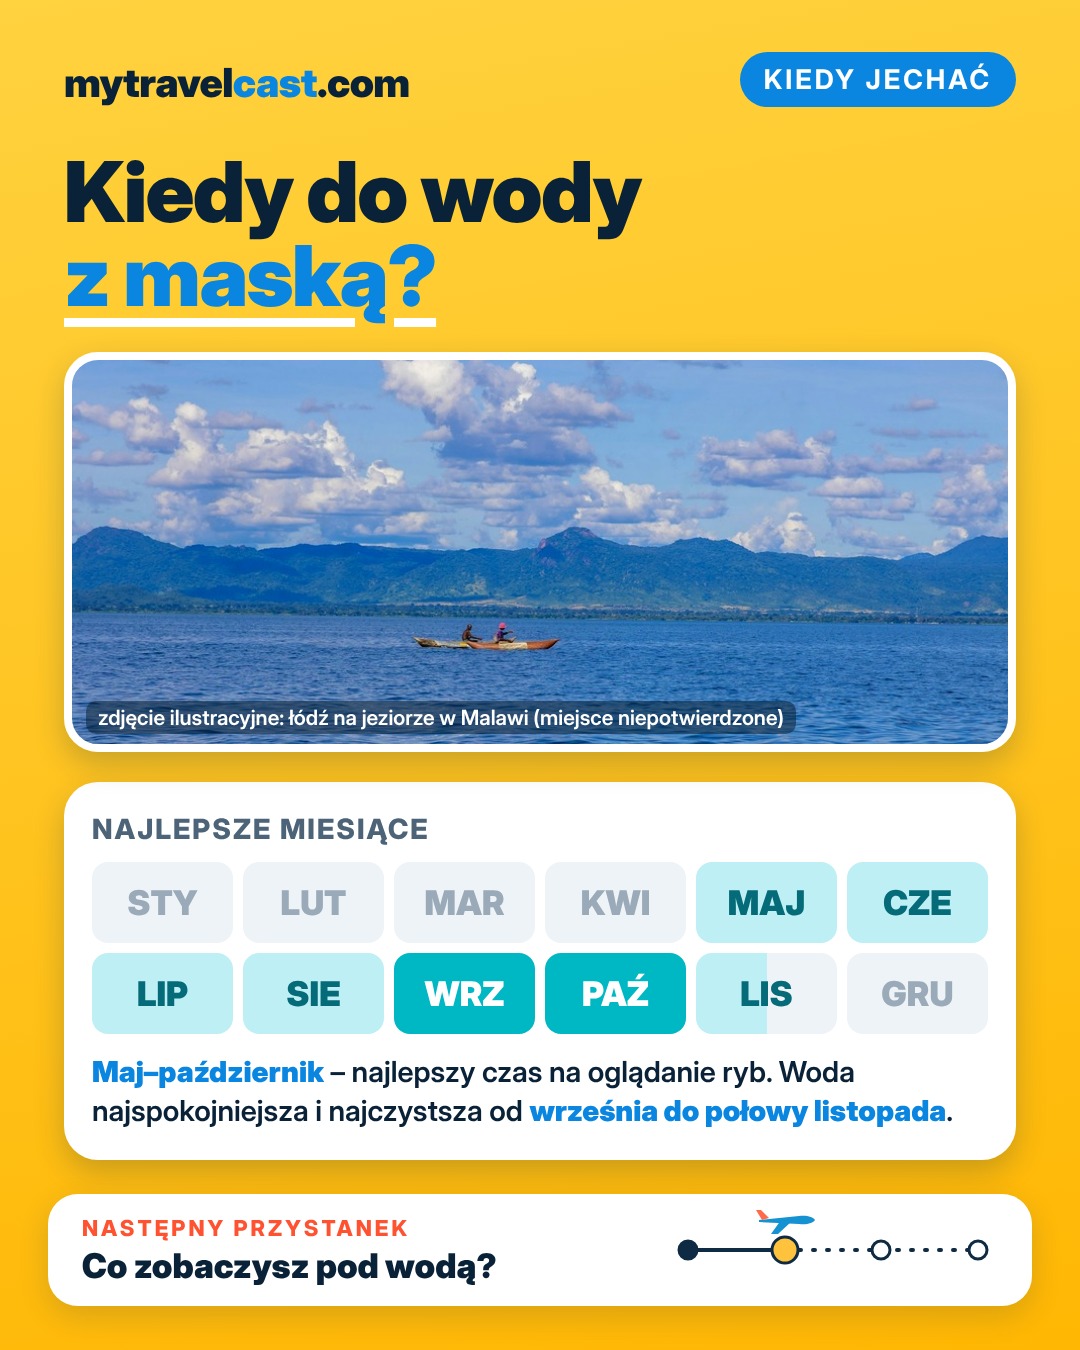 mytravelcast.com
KIEDY JECHAĆ
Kiedy do wody
z maską?
zdjęcie ilustracyjne: łódź na jeziorze w Malawi (miejsce niepotwierdzone)
NAJLEPSZE MIESIĄCE
STY LUT MAR KWI MAJ CZE
LIP SIE WRZ PAŹ LIS GRU
Maj–październik – najlepszy czas na oglądanie ryb. Woda
najspokojniejsza i najczystsza od września do połowy listopada.
NASTĘPNY PRZYSTANEK
Co zobaczysz pod wodą?